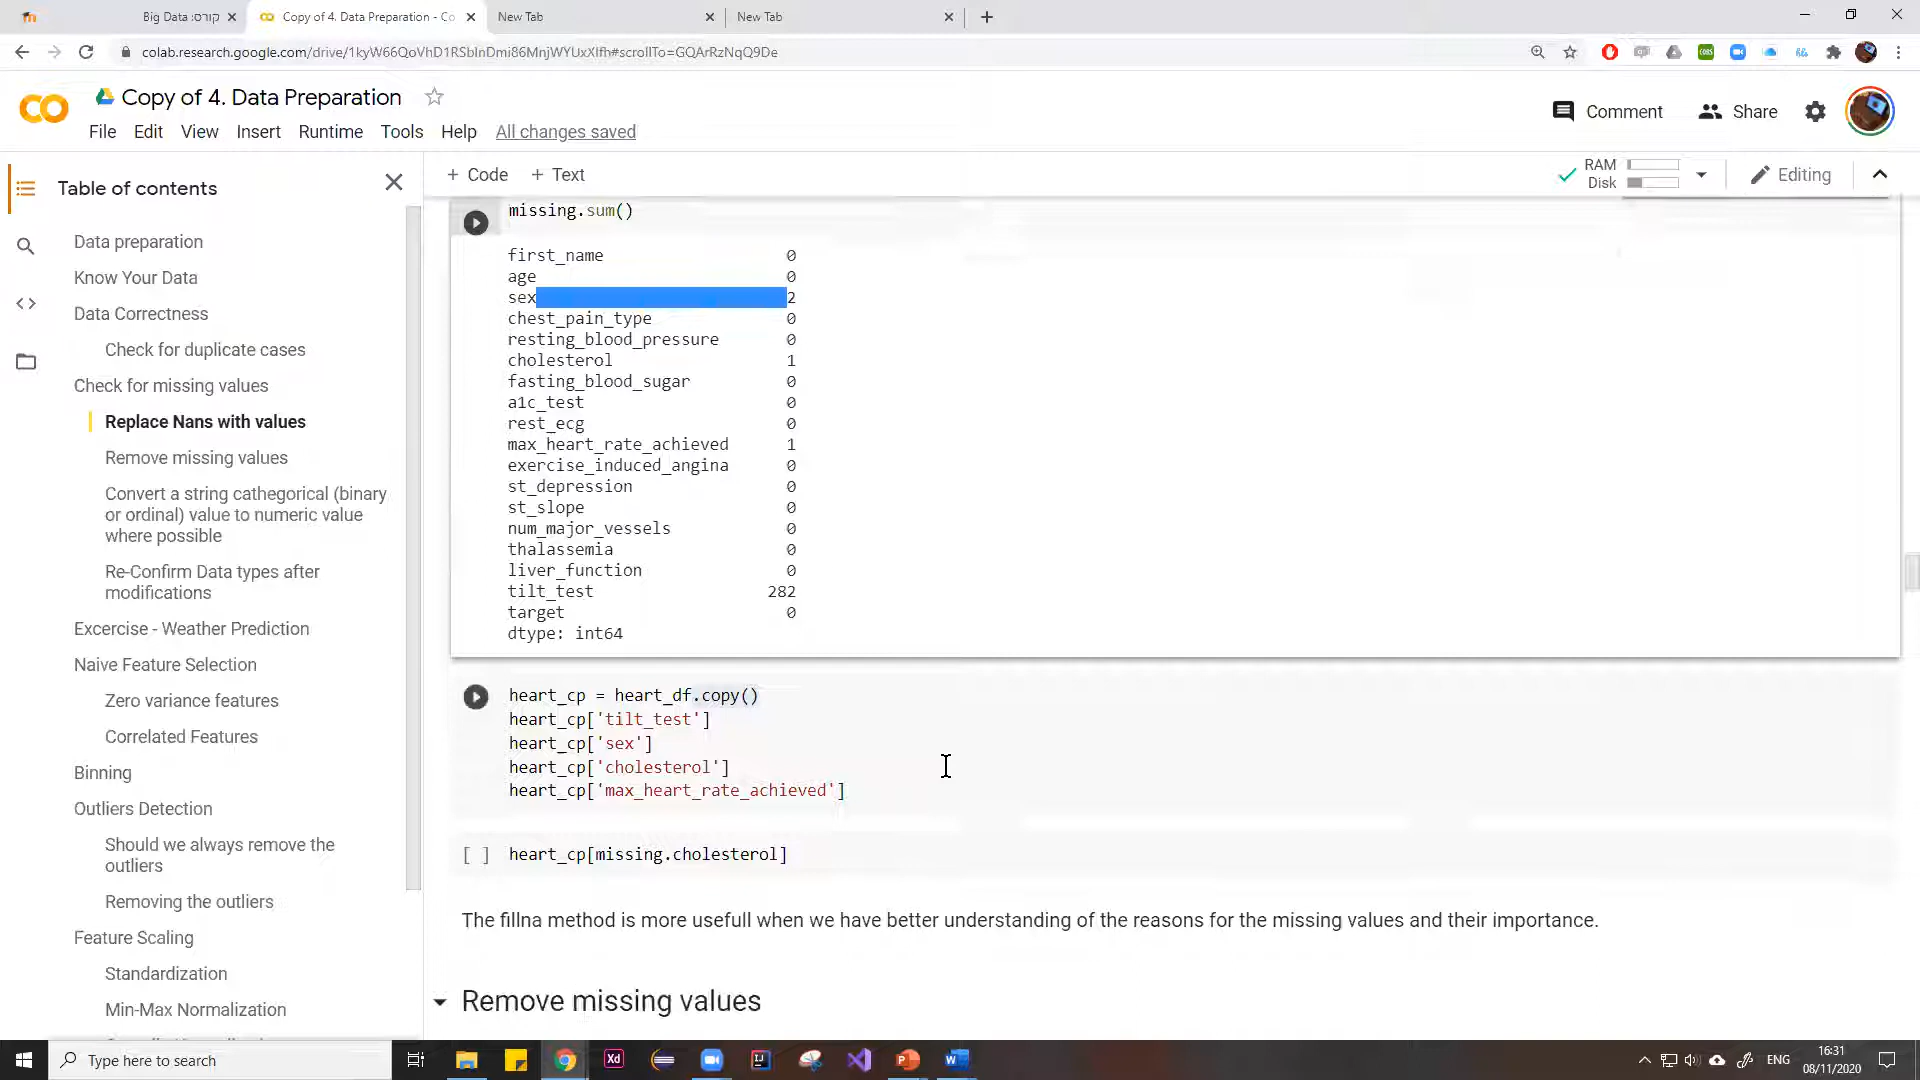 Big Data :קורס
Copy of 4. Data Preparation - Co
New Tab
New Tab
colab.research.google.com/drive/1kyW66QoVhD1RSbInDmi86MnjWYUxXlfh#scrollTo=GQArRzNqQ9De
Copy of 4. Data Preparation
Comment
Share
File Edit View Insert Runtime Tools Help All changes saved
Table of contents
+ Code + Text
RAM
Disk
Editing
Data preparation
Know Your Data
Data Correctness
Check for duplicate cases
Check for missing values
Replace Nans with values
Remove missing values
Convert a string cathegorical (binary
or ordinal) value to numeric value
where possible
Re-Confirm Data types after
modifications
Excercise - Weather Prediction
Naive Feature Selection
Zero variance features
Correlated Features
Binning
Outliers Detection
Should we always remove the
outliers
Removing the outliers
Feature Scaling
Standardization
Min-Max Normalization
missing.sum()
first_name 0
age 0
sex 2
chest_pain_type 0
resting_blood_pressure 0
cholesterol 1
fasting_blood_sugar 0
a1c_test 0
rest_ecg 0
max_heart_rate_achieved 1
exercise_induced_angina 0
st_depression 0
st_slope 0
num_major_vessels 0
thalassemia 0
liver_function 0
tilt_test 282
target 0
dtype: int64
heart_cp = heart_df.copy()
heart_cp['tilt_test']
heart_cp['sex']
heart_cp['cholesterol']
heart_cp['max_heart_rate_achieved']
[ ] heart_cp[missing.cholesterol]
The fillna method is more usefull when we have better understanding of the reasons for the missing values and their importance.
Remove missing values
Type here to search
Xd
ENG
16:31
08/11/2020